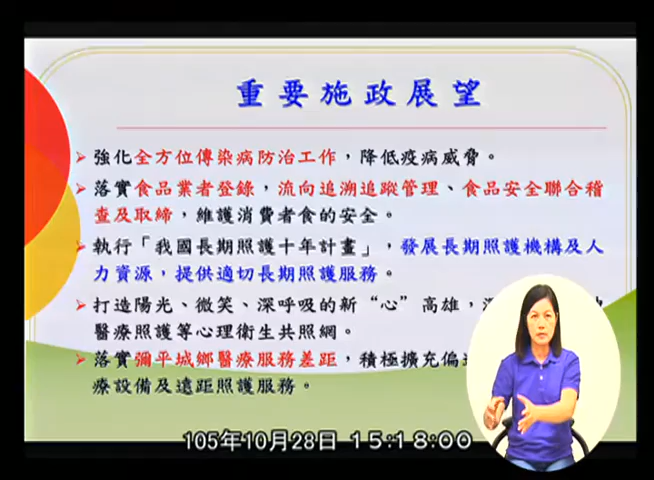 重要施政展望
強化全方位傳染病防治工作，降低疫病威脅。
落實食品業者登錄，流向追溯追蹤管理、食品安全聯合稽
查及取締，維護消費者食的安全。
執行「我國長期照護十年計畫」，發展長期照護機構及人
力資源，提供適切長期照護服務。
打造陽光、微笑、深呼吸的新“心”高雄，
醫療照護等心理衛生共照網。
落實彌平城鄉醫療服務差距，積極擴充偏
療設備及遠距照護服務。
105年10月28日 15:18:00